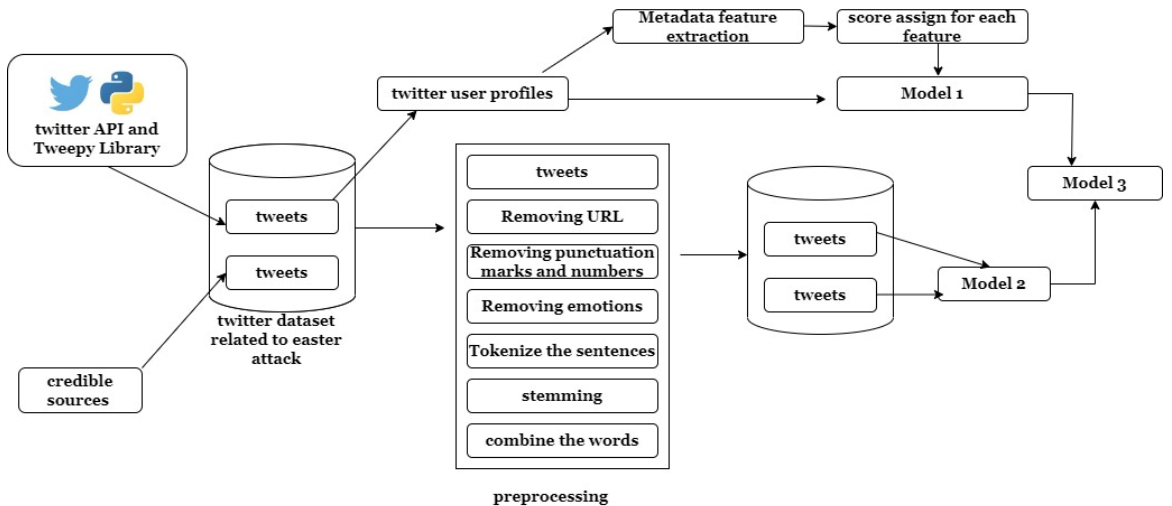 Metadata feature
extraction
score assign for each
feature
twitter API and
Tweepy Library
twitter user profiles
Model 1
Model 3
tweets
tweets
twitter dataset
related to easter
attack
credible
sources
tweets
Removing URL
Removing punctuation
marks and numbers
Removing emotions
Tokenize the sentences
stemming
combine the words
preprocessing
tweets
tweets
Model 2